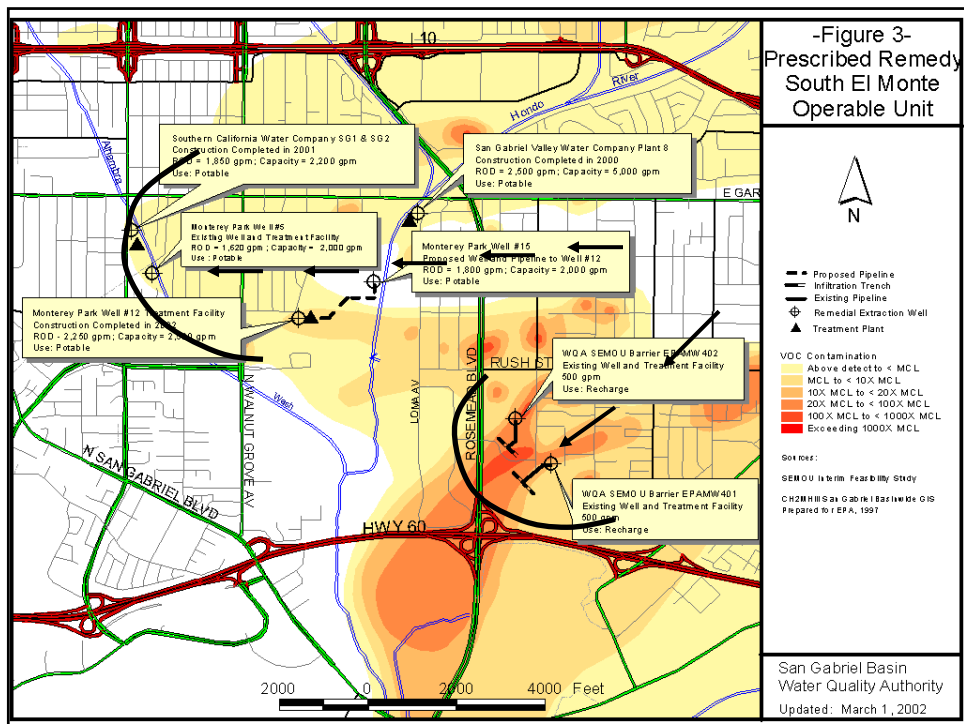 -Figure 3-
Prescribed Remedy
South El Monte
Operable Unit
10
River
Hondo
Alhambra
Wash
Southern California Water Company SG1 & SG2
Construction Completed in 2001
ROD = 1,850 gpm; Capacity = 2,200 gpm
Use: Potable
San Gabriel Valley Water Company Plant 8
Construction Completed in 2000
ROD = 2,500 gpm; Capacity = 5,000 gpm
Use: Potable
E GAR
Monterey Park Well #5
Existing Well and Treatment Facility
ROD = 1,620 gpm; Capacity = 2,000 gpm
Use: Potable
Monterey Park Well #15
Proposed Well and Pipeline to Well #12
ROD = 1,800 gpm; Capacity = 2,000 gpm
Use: Potable
Monterey Park Well #12 Treatment Facility
Construction Completed in
ROD - 2,250 gpm; Capacity =
Use: Potable
WQA SEMOU Barrier EPAMW402
Existing Well and Treatment Facility
500 gpm
Use: Recharge
WQA SEMOU Barrier EPAMW401
Existing Well and Treatment Facility
500 gpm
Use: Recharge
RUSH ST
LOMA AV
ROSEMEAD BLVD
N WALNUT GROVE AV
N SAN GABRIEL BLVD
HWY 60
2000 0 2000 4000 Feet
N
Proposed Pipeline
Infiltration Trench
Existing Pipeline
Remedial Extraction Well
Treatment Plant
VOC Contamination
Above detect to < MCL
MCL to < 10X MCL
10X MCL to < 20X MCL
20X MCL to < 100X MCL
100X MCL to < 1000X MCL
Exceeding 1000X MCL
Sources:
SEMOU Interim Feasibility Study
CH2MHill San Gabriel Basinwide GIS
Prepared for EPA, 1997
San Gabriel Basin
Water Quality Authority
Updated: March 1, 2002